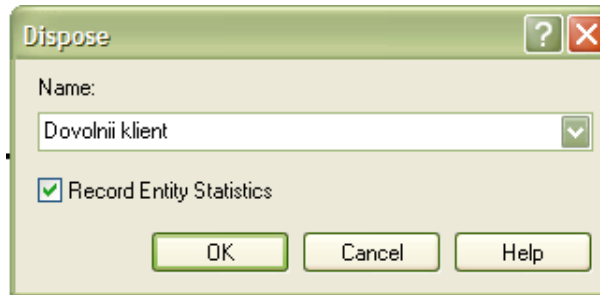 Dispose
Name:
Dovolnii klient
Record Entity Statistics
OK Cancel Help